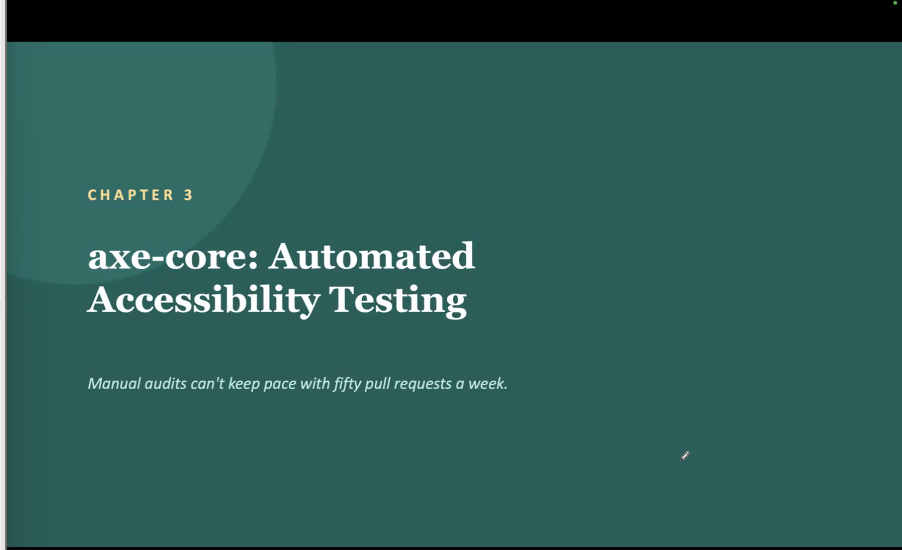 CHAPTER 3
axe-core: Automated
Accessibility Testing
Manual audits can't keep pace with fifty pull requests a week.